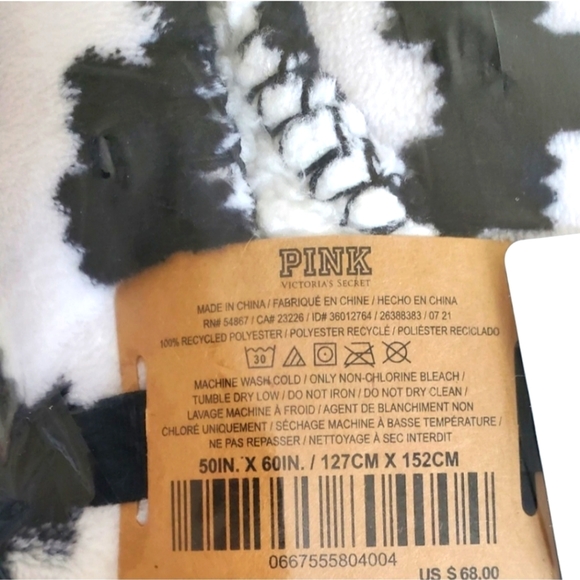 PINK
VICTORIA'S SECRET
MADE IN CHINA / FABRIQUÉ EN CHINE / HECHO EN CHINA
RN# 54867 / CA# 23226 / ID# 36012764 / 26388383 / 07 21
100% RECYCLED POLYESTER / POLYESTER RECYCLÉ / POLIÉSTER RECICLADO
30
MACHINE WASH COLD / ONLY NON-CHLORINE BLEACH /
TUMBLE DRY LOW / DO NOT IRON / DO NOT DRY CLEAN /
LAVAGE MACHINE À FROID / AGENT DE BLANCHIMENT NON
CHLORÉ UNIQUEMENT / SÉCHAGE MACHINE À BASSE TEMPÉRATURE /
NE PAS REPASSER / NETTOYAGE À SEC INTERDIT
50IN. X 60IN. / 127CM X 152CM
0667555804004
US $ 68.00